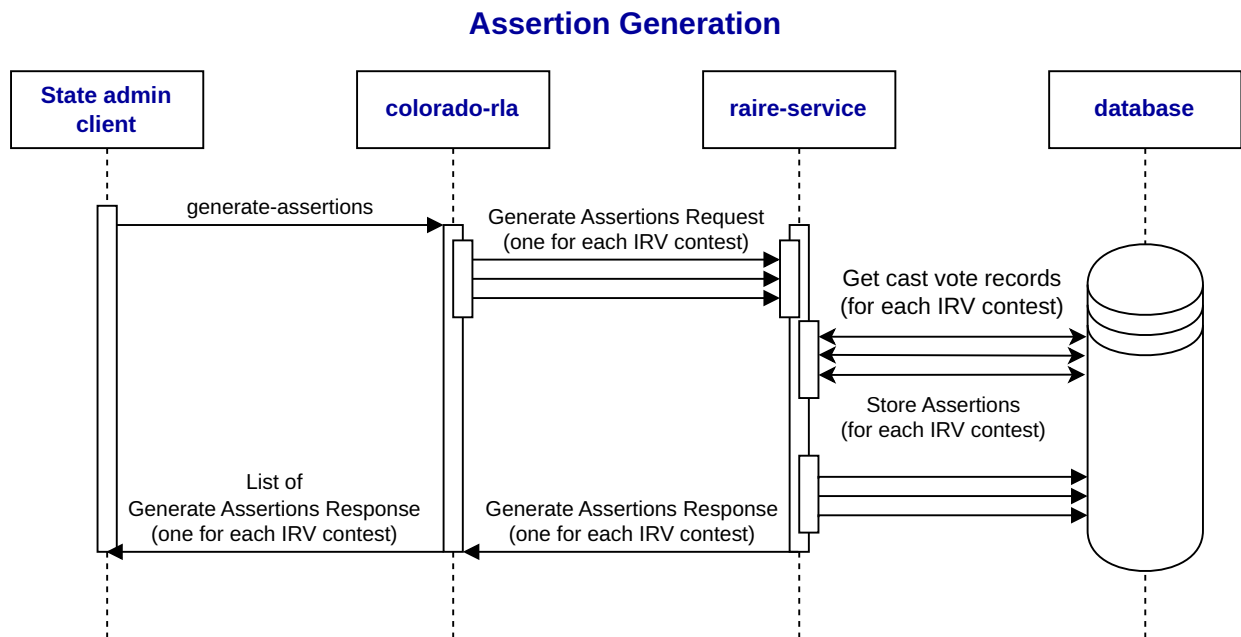 Assertion Generation
State admin
client
colorado-rla
raire-service
database
generate-assertions
Generate Assertions Request
(one for each IRV contest)
Get cast vote records
(for each IRV contest)
Store Assertions
(for each IRV contest)
List of
Generate Assertions Response
(one for each IRV contest)
Generate Assertions Response
(one for each IRV contest)